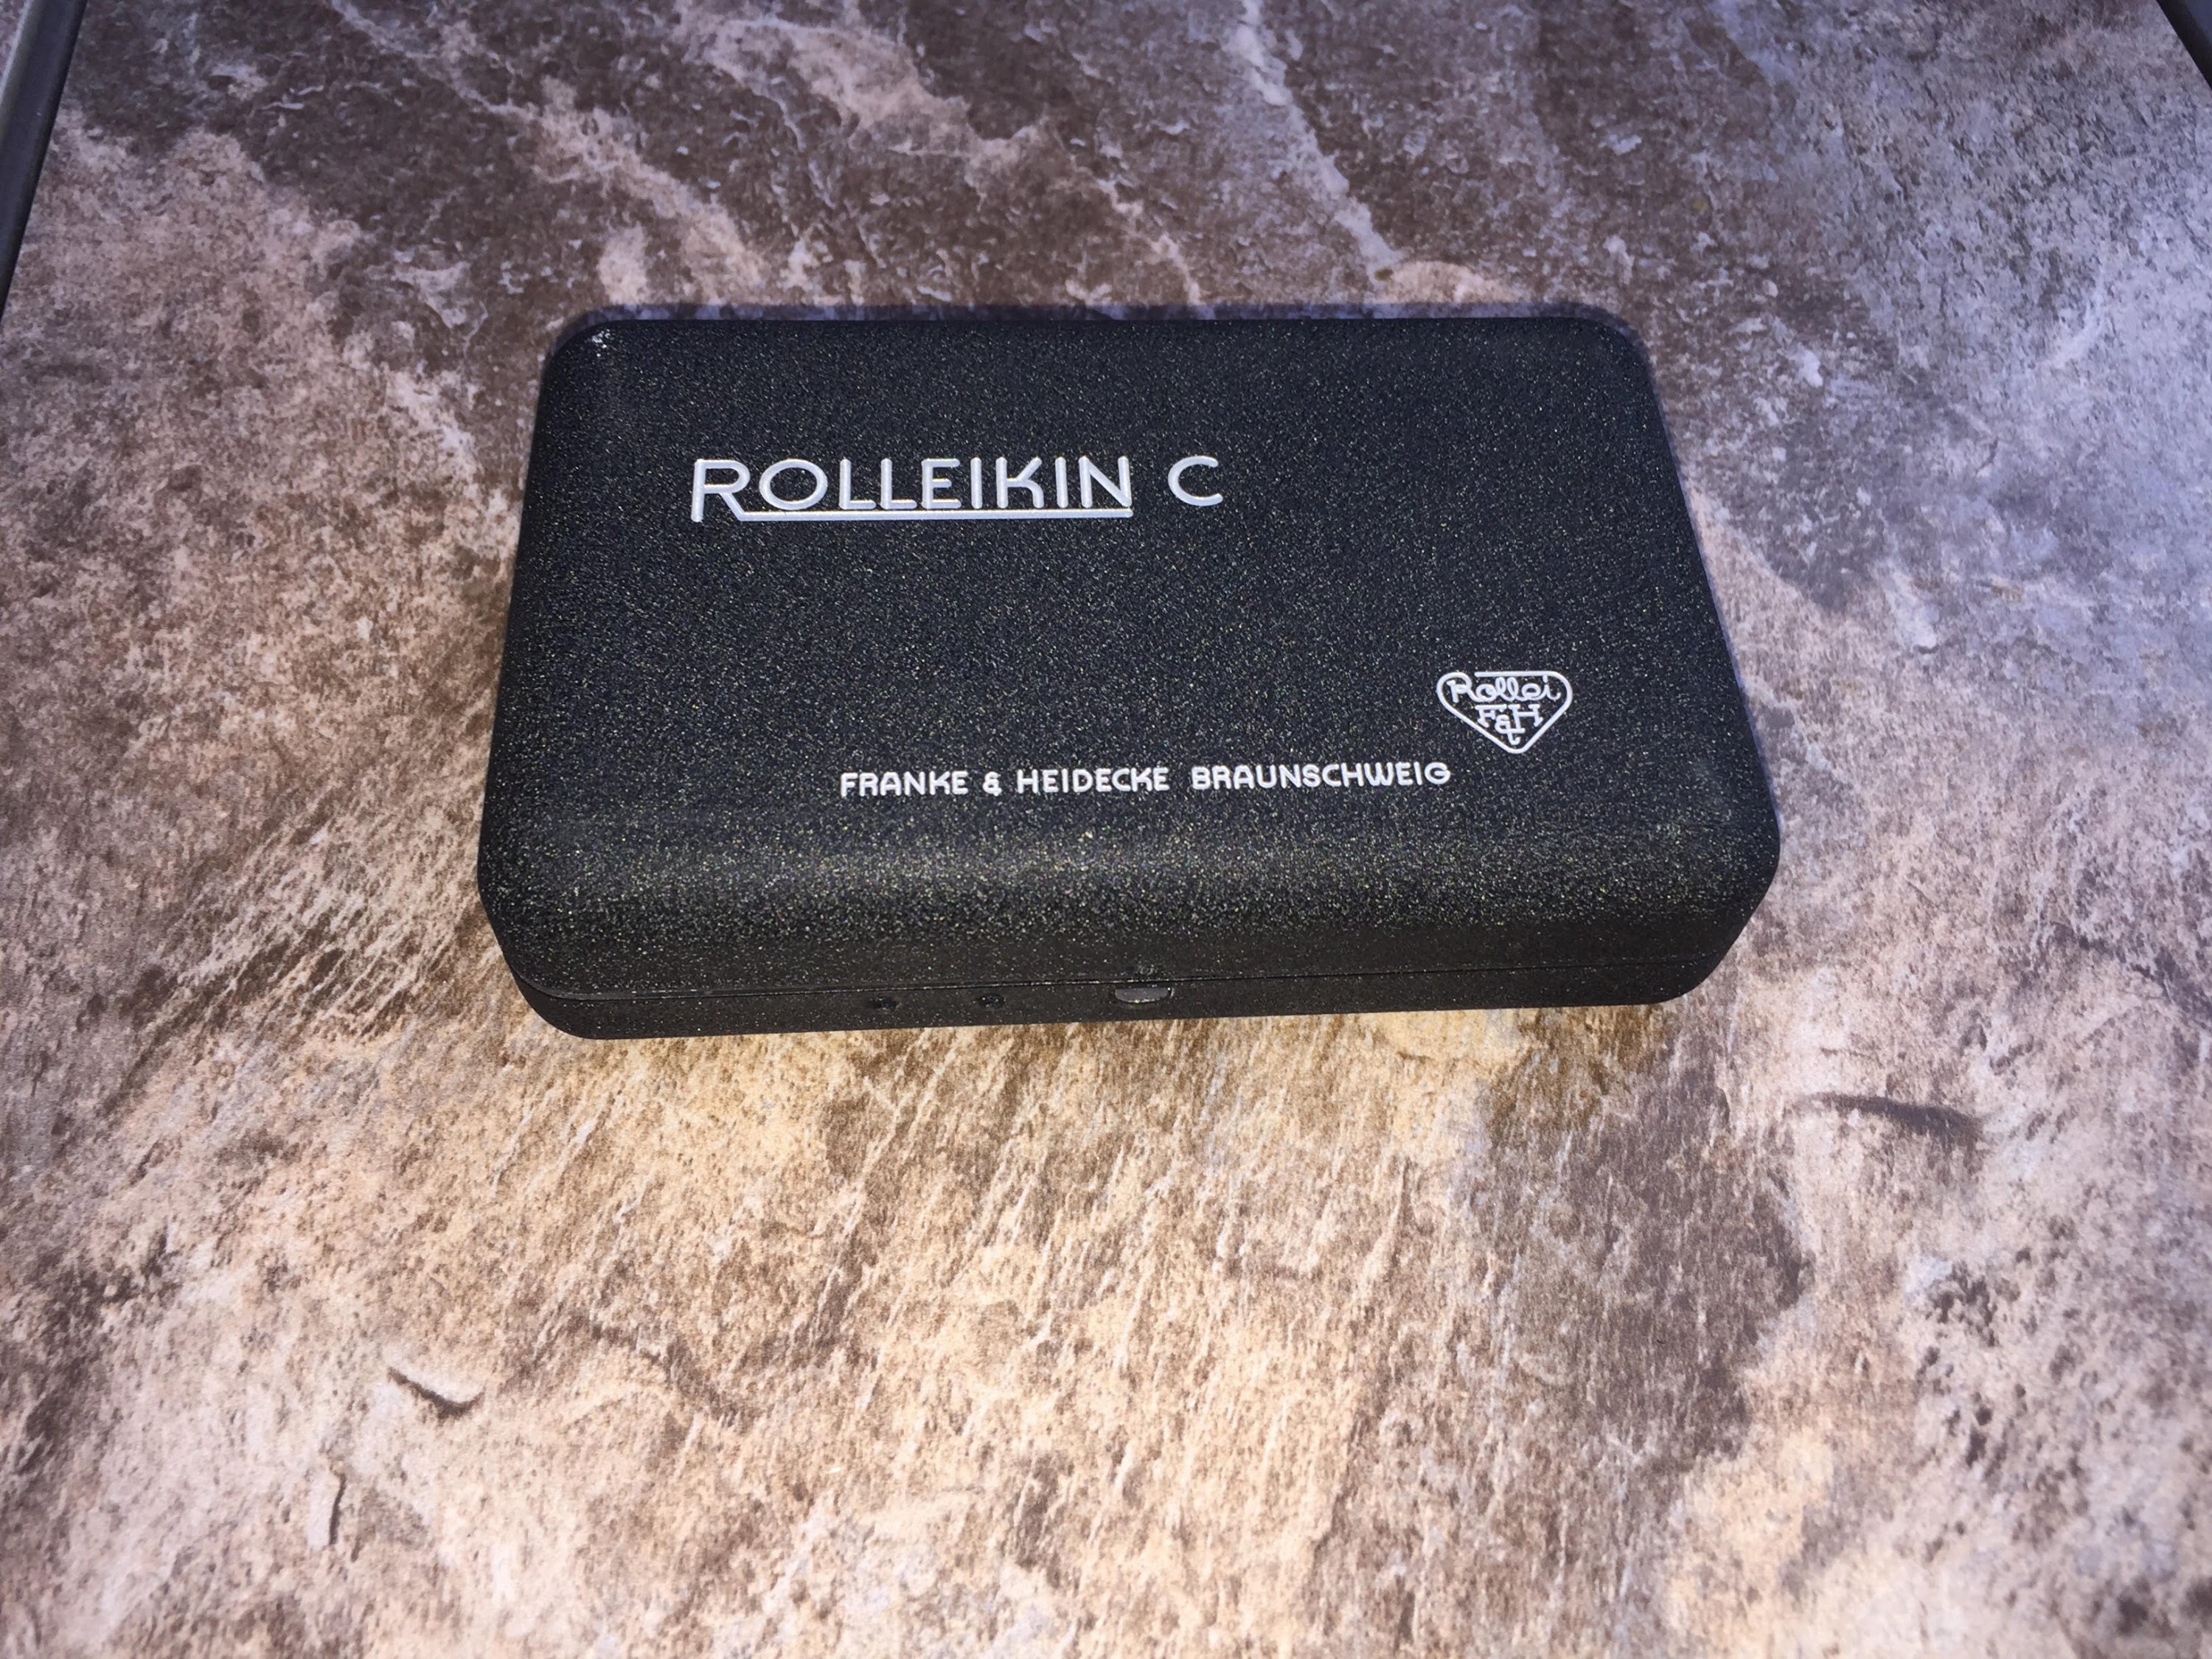 ROLLEIKIN C
Rollei
F&H
FRANKE & HEIDECKE BRAUNSCHWEIG